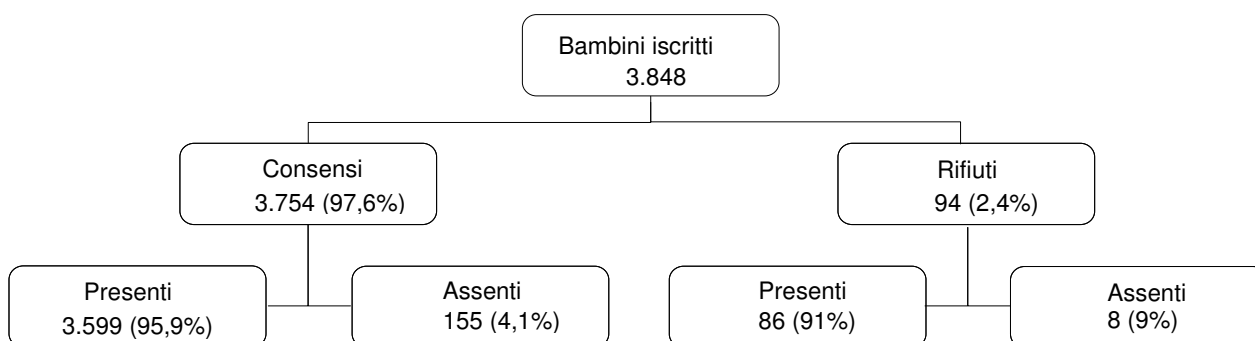 Bambini iscritti
3.848
Consensi
3.754 (97,6%)
Rifiuti
94 (2,4%)
Presenti
3.599 (95,9%)
Assenti
155 (4,1%)
Presenti
86 (91%)
Assenti
8 (9%)